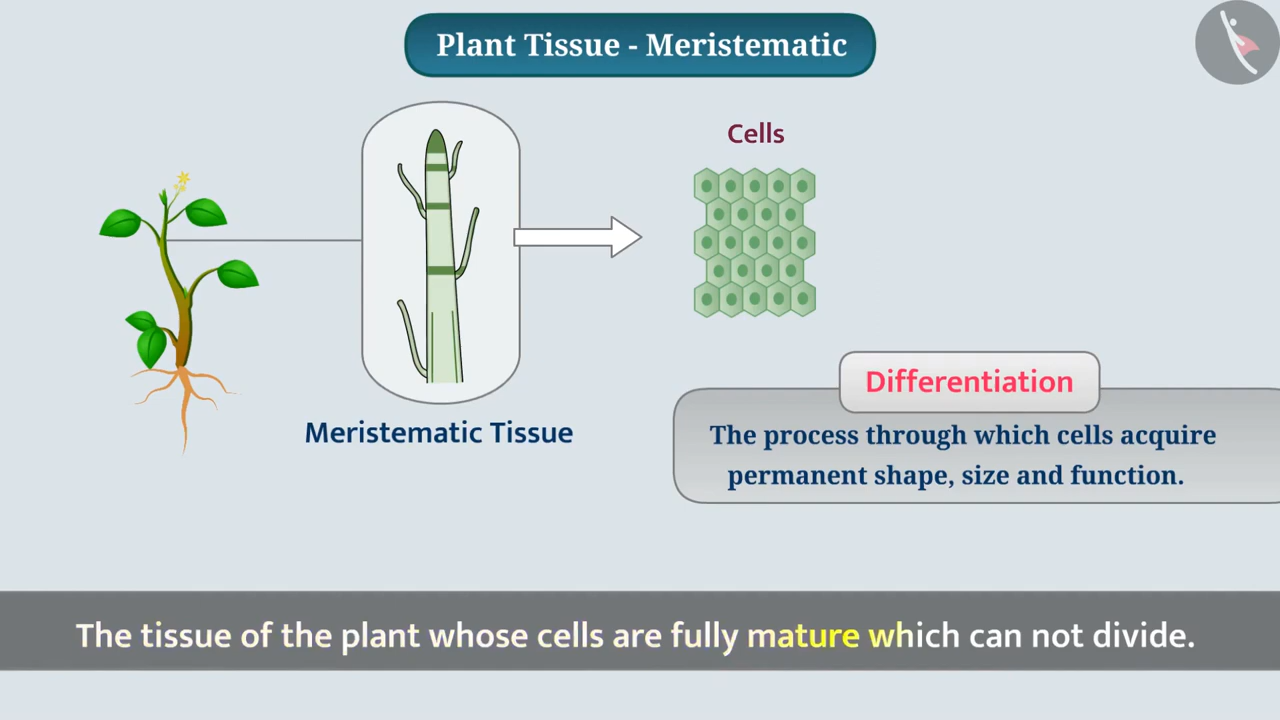 Plant Tissue - Meristematic
Cells
Meristematic Tissue
Differentiation
The process through which cells acquire
permanent shape, size and function.
The tissue of the plant whose cells are fully mature which can not divide.